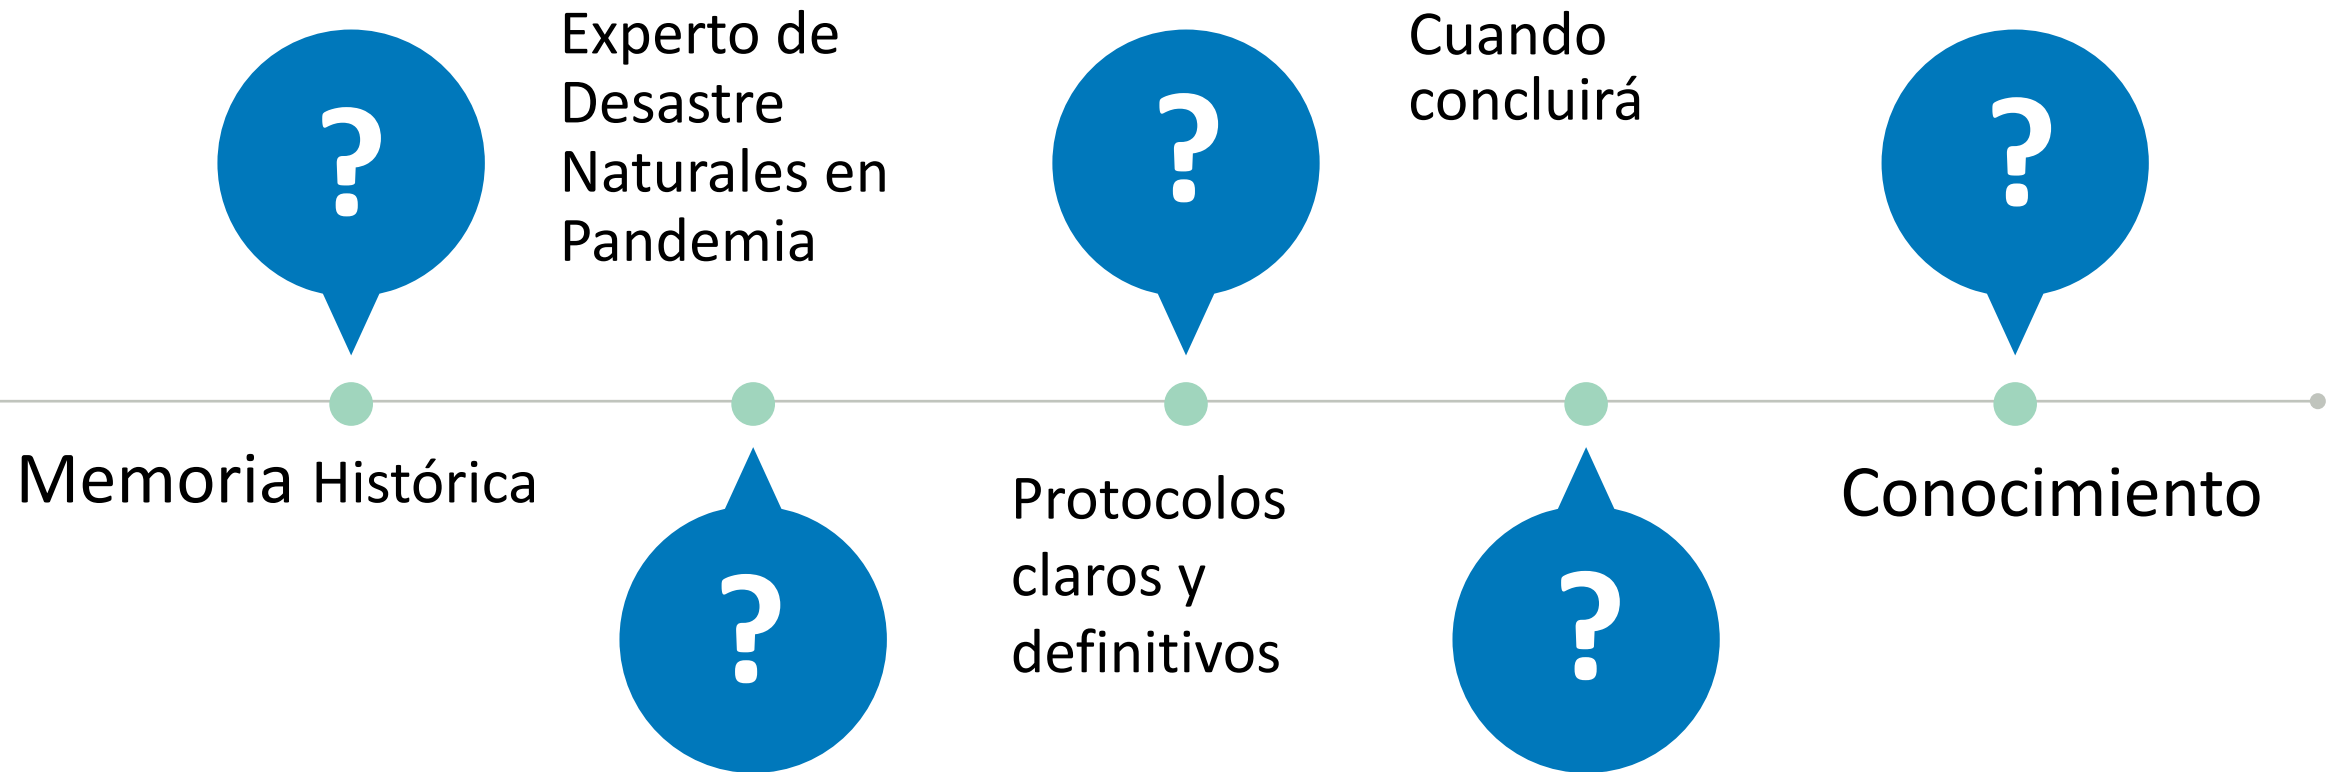 ?
Experto de
Desastre
Naturales en
Pandemia
?
Cuando
concluirá
?
Memoria Histórica
?
Protocolos
claros y
definitivos
?
Conocimiento